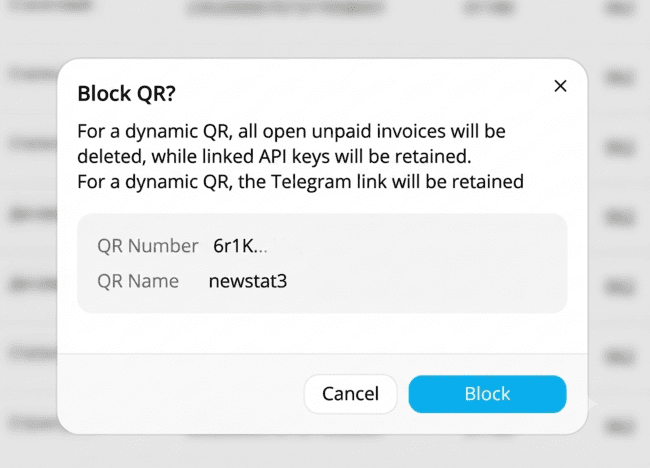 Block QR?
For a dynamic QR, all open unpaid invoices will be
deleted, while linked API keys will be retained.
For a dynamic QR, the Telegram link will be retained
QR Number 6r1K...
QR Name newstat3
Cancel Block